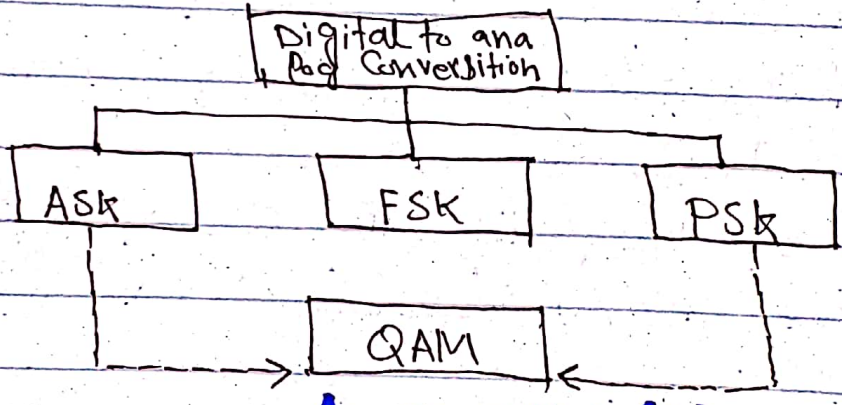 Digital to ana
log Conversition
ASK
FSK
PSK
QAM